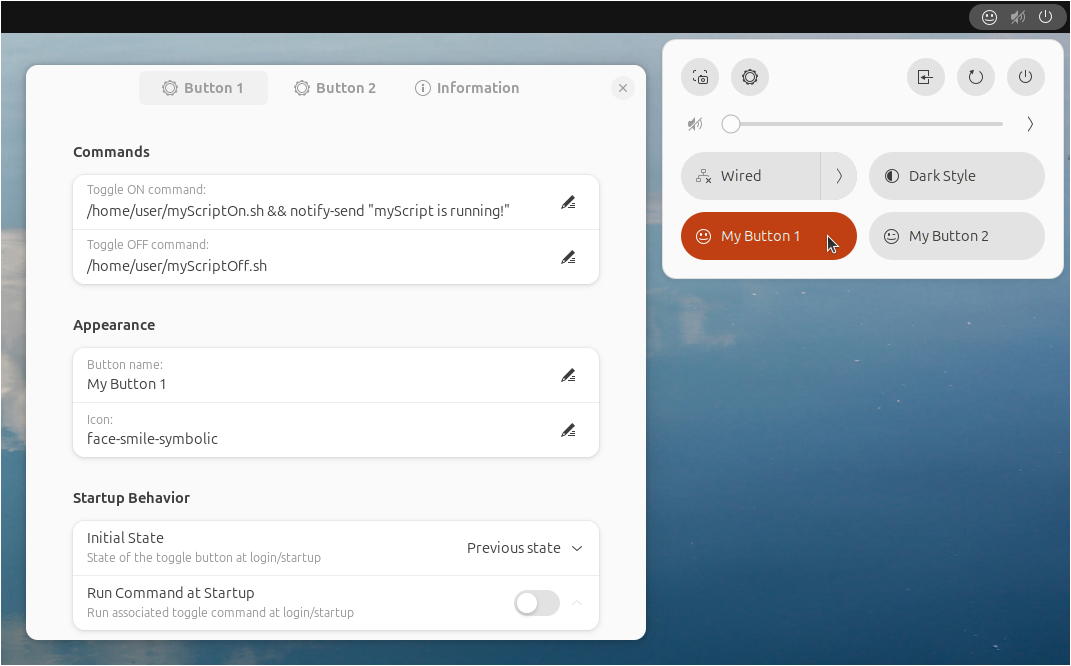 Button 1
Button 2
Information
Commands
Toggle ON command:
/home/user/myScriptOn.sh && notify-send "myScript is running!"
Toggle OFF command:
/home/user/myScriptOff.sh
Appearance
Button name:
My Button 1
Icon:
face-smile-symbolic
Startup Behavior
Initial State
State of the toggle button at login/startup
Previous state
Run Command at Startup
Run associated toggle command at login/startup
Wired
Dark Style
My Button 1
My Button 2